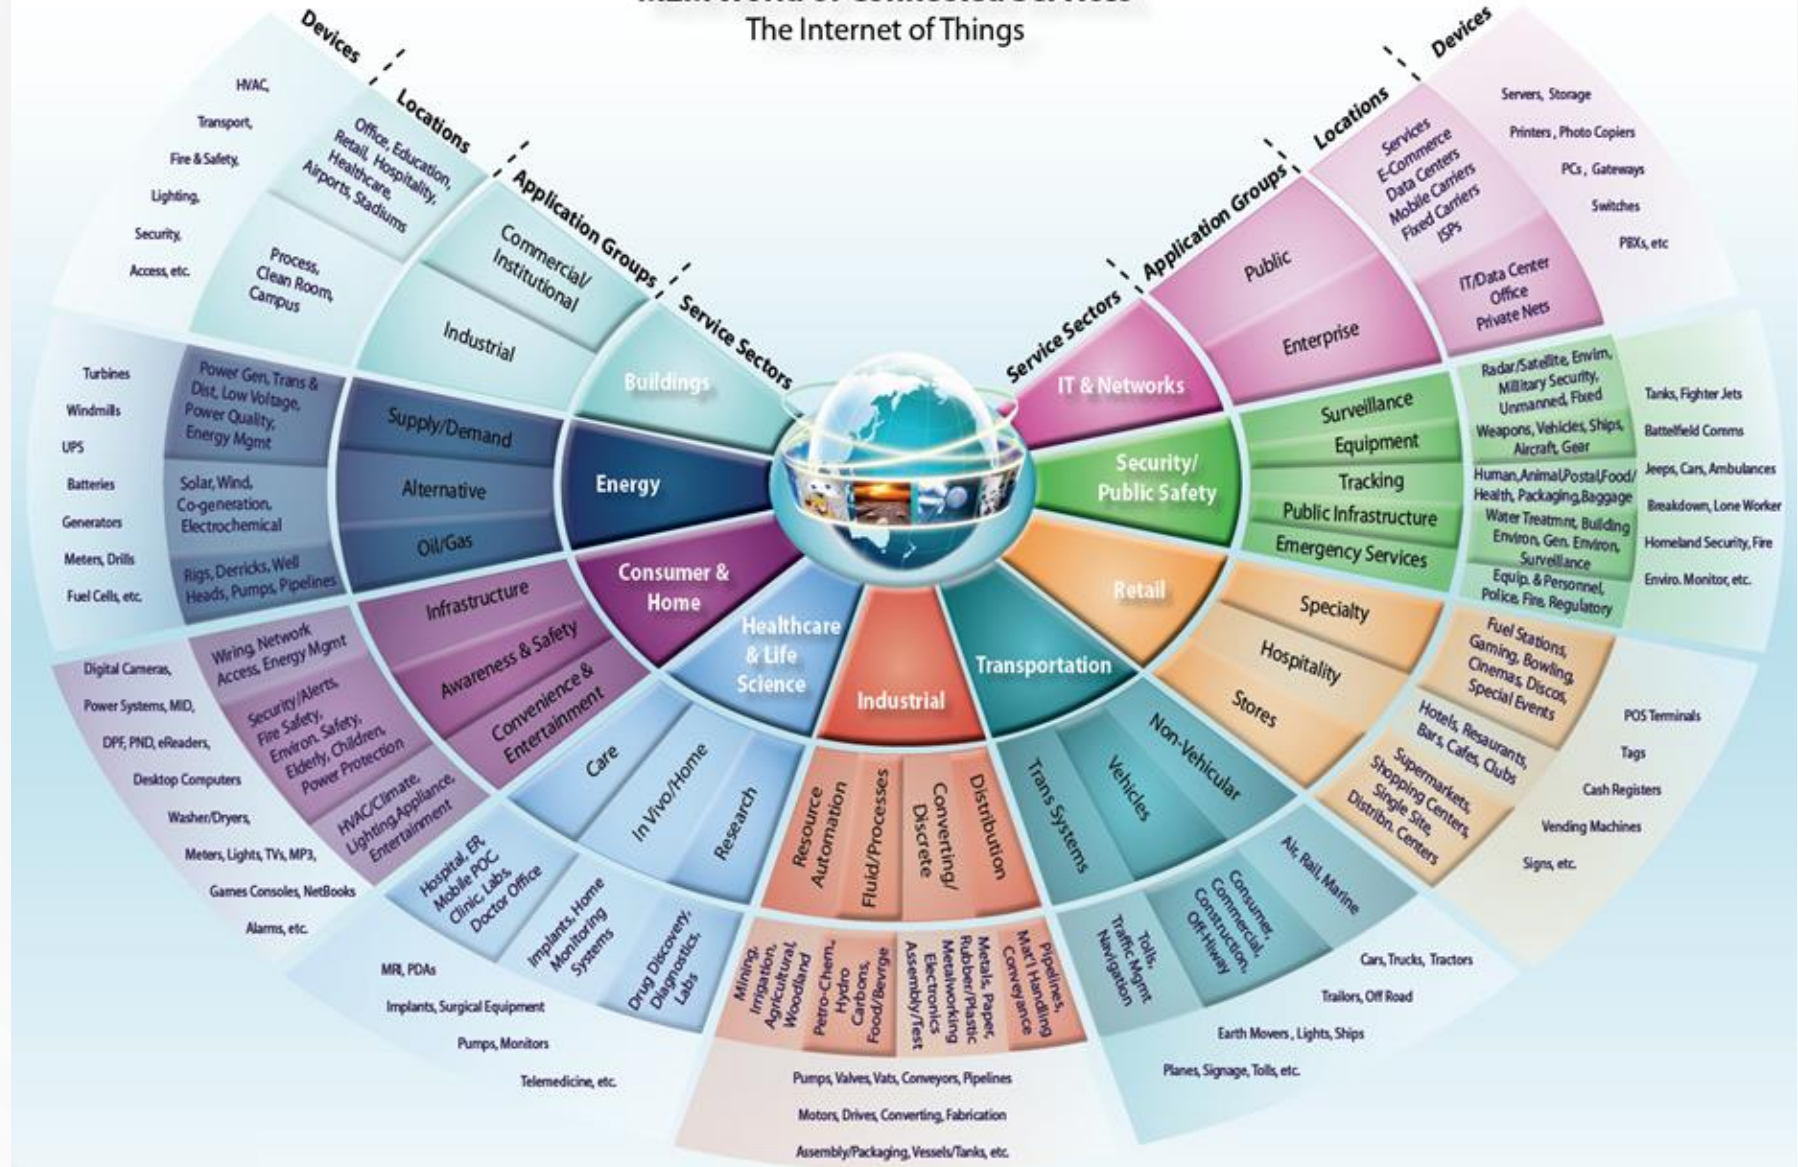 The Internet of Things
Devices
Locations
Application Groups
Service Sectors
HVAC,
Transport,
Fire & Safety,
Lighting,
Security,
Access, etc.
Office, Education,
Retail, Hospitality,
Healthcare,
Airports, Stadiums
Process,
Clean Room,
Campus
Commercial/
Institutional
Industrial
Buildings
Turbines
Windmills
UPS
Batteries
Generators
Meters, Drills
Fuel Cells, etc.
Power Gen, Trans &
Dist, Low Voltage,
Power Quality,
Energy Mgmt
Solar, Wind,
Co-generation,
Electrochemical
Rigs, Derricks, Well
Heads, Pumps, Pipelines
Supply/Demand
Alternative
Oil/Gas
Energy
Digital Cameras,
Power Systems, MID,
DPF, PND, eReaders,
Desktop Computers
Washer/Dryers,
Meters, Lights, TVs, MP3,
Games Consoles, NetBooks
Alarms, etc.
Wiring, Network
Access, Energy Mgmt
Security/Alerts,
Fire Safety,
Environ. Safety,
Elderly, Children,
Power Protection
HVAC/Climate,
Lighting,Appliance,
Entertainment
Infrastructure
Awareness & Safety
Convenience &
Entertainment
Consumer &
Home
MRI, PDAs
Implants, Surgical Equipment
Pumps, Monitors
Telemedicine, etc.
Hospital, ER,
Mobile POC
Clinic, Labs,
Doctor Office
Implants, Home
Monitoring
Systems
Drug Discovery,
Diagnostics,
Labs
Care
In Vivo/Home
Research
Healthcare
& Life
Science
Industrial
Resource
Automation
Fluid/Processes
Converting/
Discrete
Distribution
Mining,
Irrigation,
Agricultural,
Woodland
Petro-Chem.,
Hydro
Carbons,
Food/Bevrge
Metals, Paper,
Rubber/Plastic
Metalworking
Electronics
Assembly/Test
Pipelines,
Mat'l Handling
Conveyance
Pumps, Valves, Vats, Conveyors, Pipelines
Motors, Drives, Converting, Fabrication
Assembly/Packaging, Vessels/Tanks, etc.
Transportation
Trans Systems
Vehicles
Non-Vehicular
Tolls,
Traffic Mgmt
Navigation
Consumer,
Commercial,
Construction,
Off-Hiway
Air, Rail, Marine
Cars, Trucks, Tractors
Trailors, Off Road
Earth Movers, Lights, Ships
Planes, Signage, Tolls, etc.
Retail
Specialty
Hospitality
Stores
Fuel Stations,
Gaming, Bowling,
Cinemas, Discos,
Special Events
Hotels, Resaurants,
Bars, Cafes, Clubs
Supermarkets,
Shopping Centers,
Single Site,
Distribn. Centers
POS Terminals
Tags
Cash Registers
Vending Machines
Signs, etc.
Security/
Public Safety
Surveillance
Equipment
Tracking
Public Infrastructure
Emergency Services
Radar/Satellite, Envirn,
Millitary Security,
Unmanned, Fixed
Weapons, Vehicles, Ships,
Aircraft, Gear
Human,Animal,Postal,Food/
Health, Packaging,Baggage
Water Treatmnt, Building
Environ, Gen. Environ,
Surveillance
Equip. & Personnel,
Police, Fire, Regulatory
Tanks, Fighter Jets
Battelfield Comms
Jeeps, Cars, Ambulances
Breakdown, Lone Worker
Homeland Security, Fire
Enviro. Monitor, etc.
IT & Networks
Public
Enterprise
Services
E-Commerce
Data Centers
Mobile Carriers
Fixed Carriers
ISPs
IT/Data Center
Office
Private Nets
Servers, Storage
Printers, Photo Copiers
PCs, Gateways
Switches
PBXs, etc
Devices
Locations
Application Groups
Service Sectors